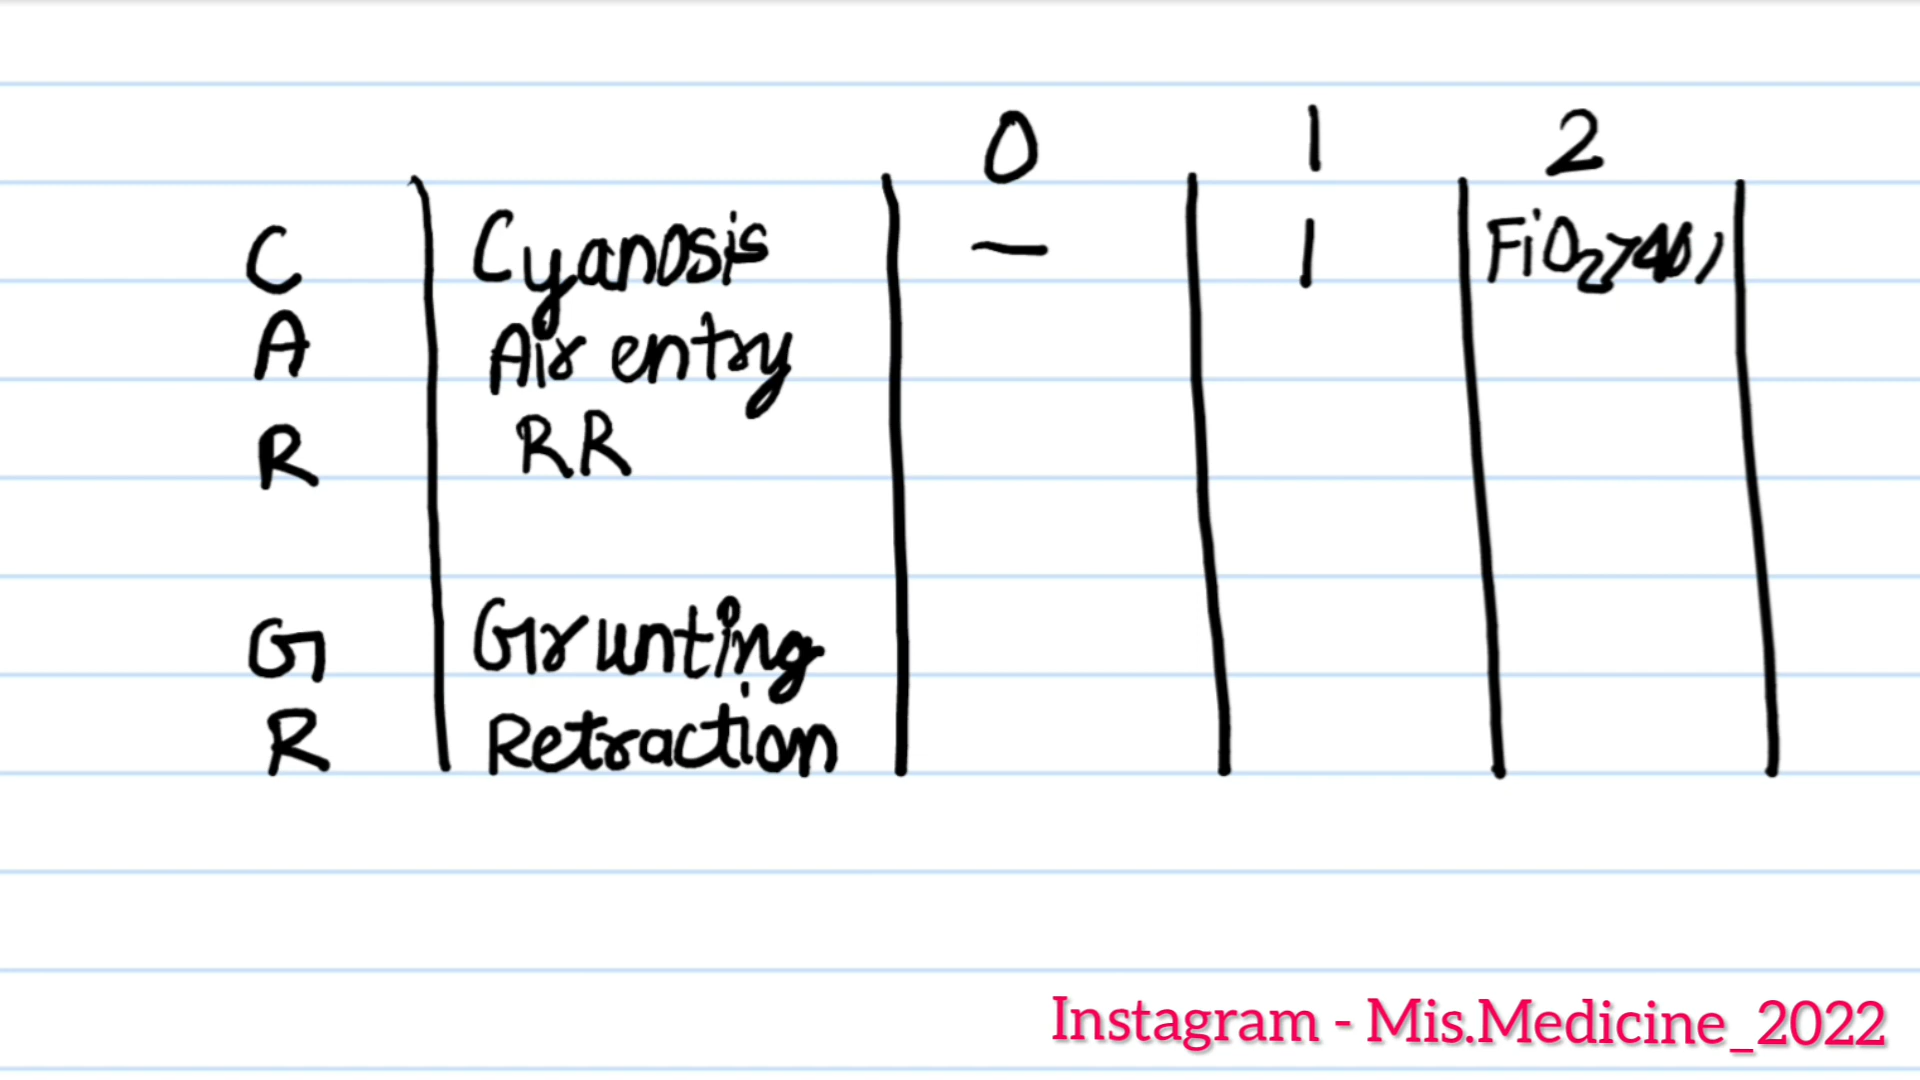 0 1 2
C Cyanosis — 1 FiO2>40%
A Air entry
R RR
G Grunting
R Retraction
Instagram - Mis.Medicine_2022